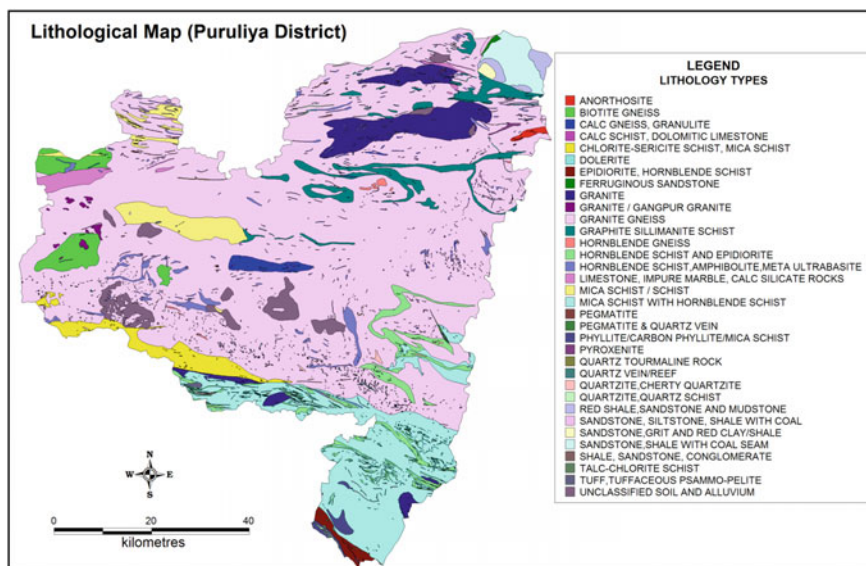 Lithological Map (Puruliya District)
LEGEND
LITHOLOGY TYPES
ANORTHOSITE
BIOTITE GNEISS
CALC GNEISS, GRANULITE
CALC SCHIST, DOLOMITIC LIMESTONE
CHLORITE-SERICITE SCHIST, MICA SCHIST
DOLERITE
EPIDIORITE, HORNBLENDE SCHIST
FERRUGINOUS SANDSTONE
GRANITE
GRANITE / GANGPUR GRANITE
GRANITE GNEISS
GRAPHITE SILLIMANITE SCHIST
HORNBLENDE GNEISS
HORNBLENDE SCHIST AND EPIDIORITE
HORNBLENDE SCHIST,AMPHIBOLITE,META ULTRABASITE
LIMESTONE, IMPURE MARBLE, CALC SILICATE ROCKS
MICA SCHIST / SCHIST
MICA SCHIST WITH HORNBLENDE SCHIST
PEGMATITE
PEGMATITE & QUARTZ VEIN
PHYLLITE/CARBON PHYLLITE/MICA SCHIST
PYROXENITE
QUARTZ TOURMALINE ROCK
QUARTZ VEIN/REEF
QUARTZITE,CHERTY QUARTZITE
QUARTZITE,QUARTZ SCHIST
RED SHALE,SANDSTONE AND MUDSTONE
SANDSTONE, SILTSTONE, SHALE WITH COAL
SANDSTONE,GRIT AND RED CLAY/SHALE
SANDSTONE,SHALE WITH COAL SEAM
SHALE, SANDSTONE, CONGLOMERATE
TALC-CHLORITE SCHIST
TUFF,TUFFACEOUS PSAMMO-PELITE
UNCLASSIFIED SOIL AND ALLUVIUM
N
W E
S
0 20 40
kilometres